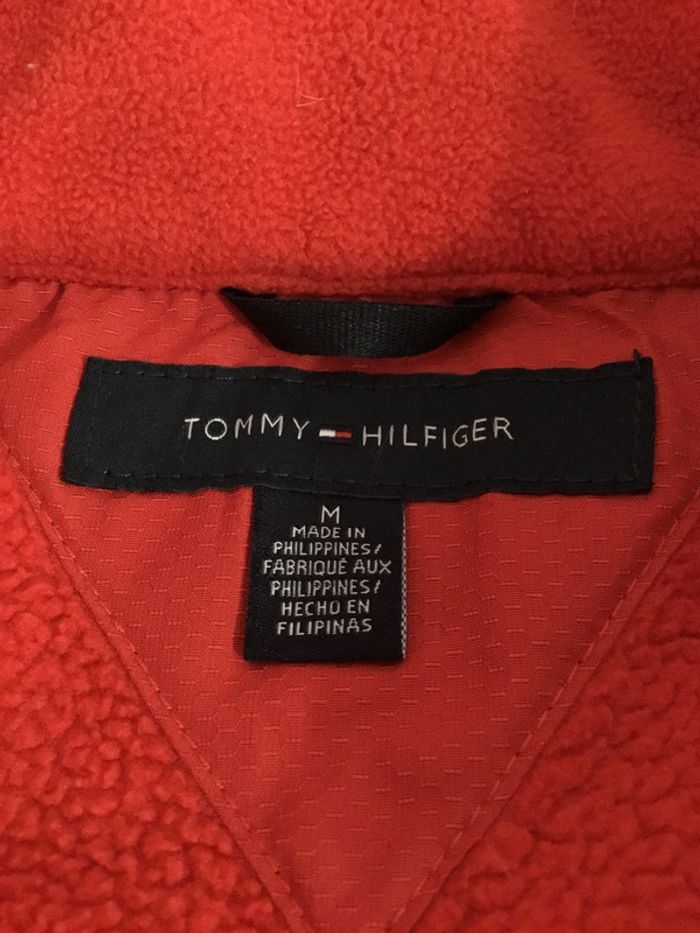 TOMMY HILFIGER
M
MADE IN
PHILIPPINES/
FABRIQUÉ AUX
PHILIPPINES/
HECHO EN
FILIPINAS